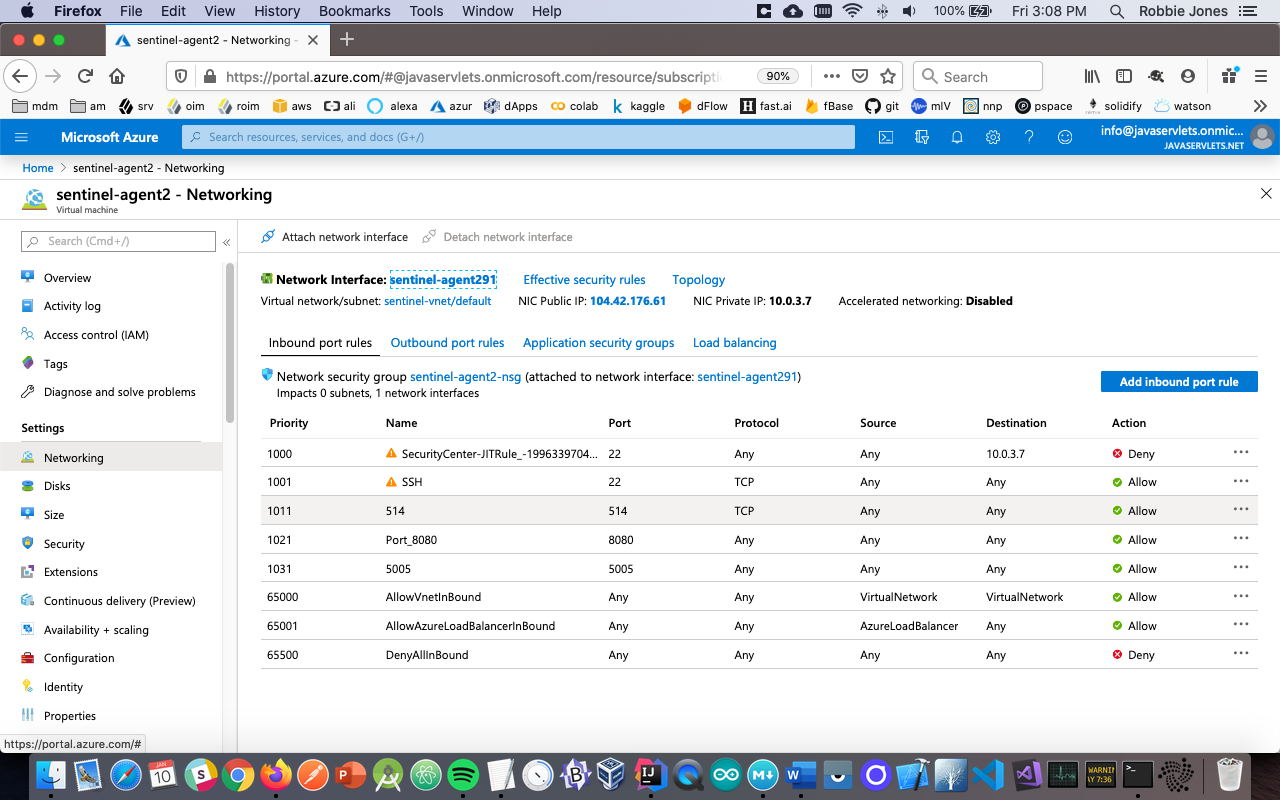 Firefox File Edit View History Bookmarks Tools Window Help 100% Fri 3:08 PM Robbie Jones
sentinel-agent2 - Networking -
https://portal.azure.com/#@javaservlets.onmicrosoft.com/resource/subscripti 90% Search
mdm am srv oim roim aws ali alexa azur dApps colab kaggle dFlow fast.ai fBase git mlV nnp pspace solidify watson
Microsoft Azure Search resources, services, and docs (G+/) info@javaservlets.onmic...
JAVASERVLETS.NET
Home > sentinel-agent2 - Networking
sentinel-agent2 - Networking
Virtual machine
Search (Cmd+/)
Overview
Activity log
Access control (IAM)
Tags
Diagnose and solve problems
Settings
Networking
Disks
Size
Security
Extensions
Continuous delivery (Preview)
Availability + scaling
Configuration
Identity
Properties
https://portal.azure.com/#
Attach network interface Detach network interface
Network Interface: sentinel-agent291 Effective security rules Topology
Virtual network/subnet: sentinel-vnet/default NIC Public IP: 104.42.176.61 NIC Private IP: 10.0.3.7 Accelerated networking: Disabled
Inbound port rules Outbound port rules Application security groups Load balancing
Network security group sentinel-agent2-nsg (attached to network interface: sentinel-agent291)
Impacts 0 subnets, 1 network interfaces
Add inbound port rule
Priority Name Port Protocol Source Destination Action
1000 SecurityCenter-JITRule_-1996339704... 22 Any Any 10.0.3.7 Deny
1001 SSH 22 TCP Any Any Allow
1011 514 514 TCP Any Any Allow
1021 Port_8080 8080 Any Any Any Allow
1031 5005 5005 Any Any Any Allow
65000 AllowVnetInBound Any Any VirtualNetwork VirtualNetwork Allow
65001 AllowAzureLoadBalancerInBound Any Any AzureLoadBalancer Any Allow
65500 DenyAllInBound Any Any Any Any Deny
JAN
10